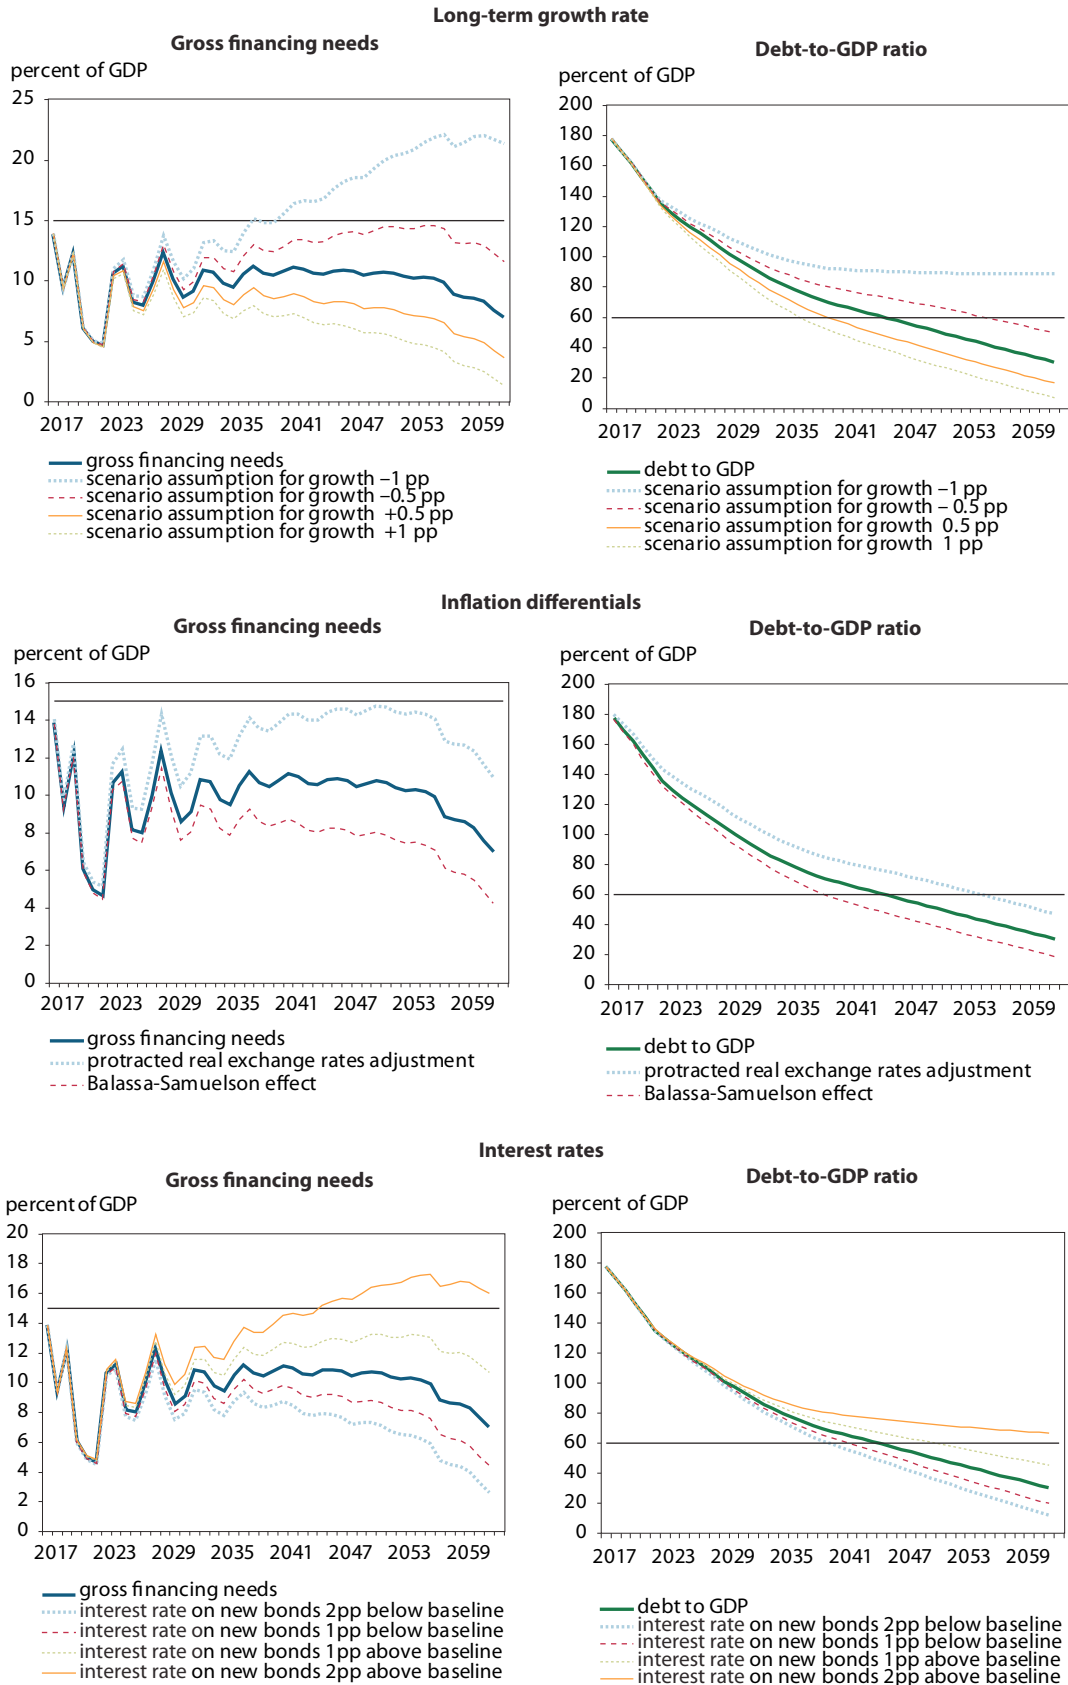 Long-term growth rate
Gross financing needs
percent of GDP
25
20
15
10
5
0
2017 2023 2029 2035 2041 2047 2053 2059
gross financing needs
scenario assumption for growth –1 pp
scenario assumption for growth –0.5 pp
scenario assumption for growth +0.5 pp
scenario assumption for growth +1 pp
Debt-to-GDP ratio
percent of GDP
200
180
160
140
120
100
80
60
40
20
0
2017 2023 2029 2035 2041 2047 2053 2059
debt to GDP
scenario assumption for growth –1 pp
scenario assumption for growth – 0.5 pp
scenario assumption for growth 0.5 pp
scenario assumption for growth 1 pp
Inflation differentials
Gross financing needs
percent of GDP
16
14
12
10
8
6
4
2
0
2017 2023 2029 2035 2041 2047 2053 2059
gross financing needs
protracted real exchange rates adjustment
Balassa-Samuelson effect
Debt-to-GDP ratio
percent of GDP
200
180
160
140
120
100
80
60
40
20
0
2017 2023 2029 2035 2041 2047 2053 2059
debt to GDP
protracted real exchange rates adjustment
Balassa-Samuelson effect
Interest rates
Gross financing needs
percent of GDP
20
18
16
14
12
10
8
6
4
2
0
2017 2023 2029 2035 2041 2047 2053 2059
gross financing needs
interest rate on new bonds 2pp below baseline
interest rate on new bonds 1pp below baseline
interest rate on new bonds 1pp above baseline
interest rate on new bonds 2pp above baseline
Debt-to-GDP ratio
percent of GDP
200
180
160
140
120
100
80
60
40
20
0
2017 2023 2029 2035 2041 2047 2053 2059
debt to GDP
interest rate on new bonds 2pp below baseline
interest rate on new bonds 1pp below baseline
interest rate on new bonds 1pp above baseline
interest rate on new bonds 2pp above baseline